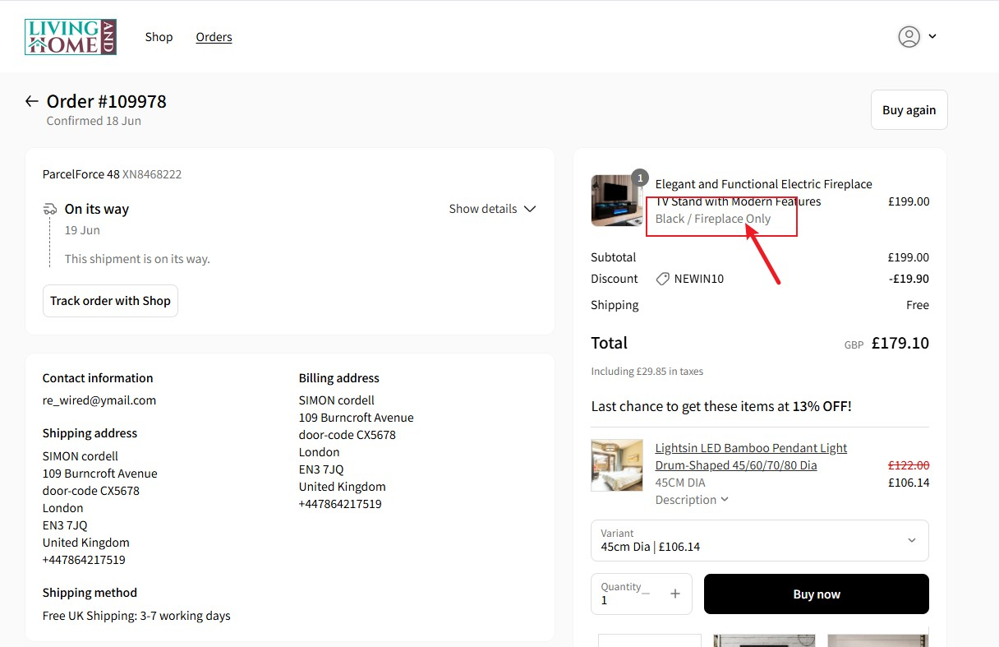 LIVING AND HOME
Shop
Orders
Order #109978
Confirmed 18 Jun
Buy again
ParcelForce 48 XN8468222
On its way
Show details
19 Jun
This shipment is on its way.
Track order with Shop
Contact information
re_wired@ymail.com
Shipping address
SIMON cordell
109 Burncroft Avenue
door-code CX5678
London
EN3 7JQ
United Kingdom
+447864217519
Shipping method
Free UK Shipping: 3-7 working days
Billing address
SIMON cordell
109 Burncroft Avenue
door-code CX5678
London
EN3 7JQ
United Kingdom
+447864217519
1
Elegant and Functional Electric Fireplace
TV Stand with Modern Features
£199.00
Black / Fireplace Only
Subtotal £199.00
Discount NEWIN10 -£19.90
Shipping Free
Total GBP £179.10
Including £29.85 in taxes
Last chance to get these items at 13% OFF!
Lightsin LED Bamboo Pendant Light
Drum-Shaped 45/60/70/80 Dia
£122.00
45CM DIA
£106.14
Description
Variant
45cm Dia | £106.14
Quantity
1
Buy now